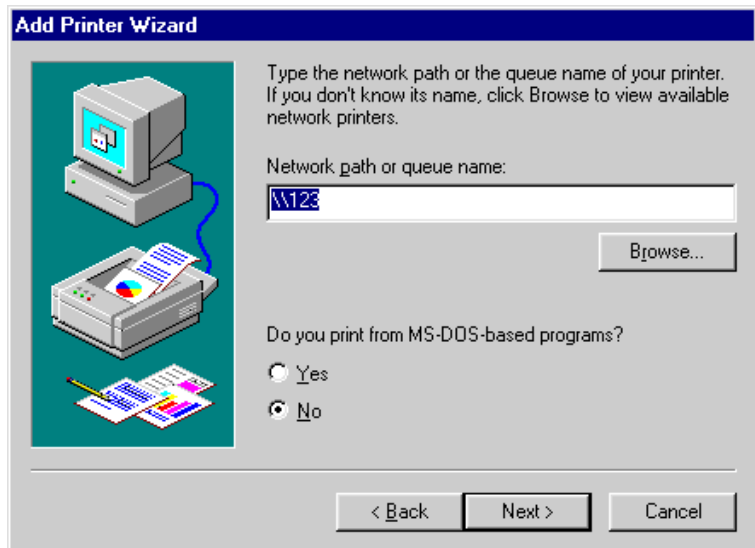 Add Printer Wizard
Type the network path or the queue name of your printer.
If you don't know its name, click Browse to view available
network printers.
Network path or queue name:
\\123
Browse...
Do you print from MS-DOS-based programs?
Yes
No
< Back
Next >
Cancel